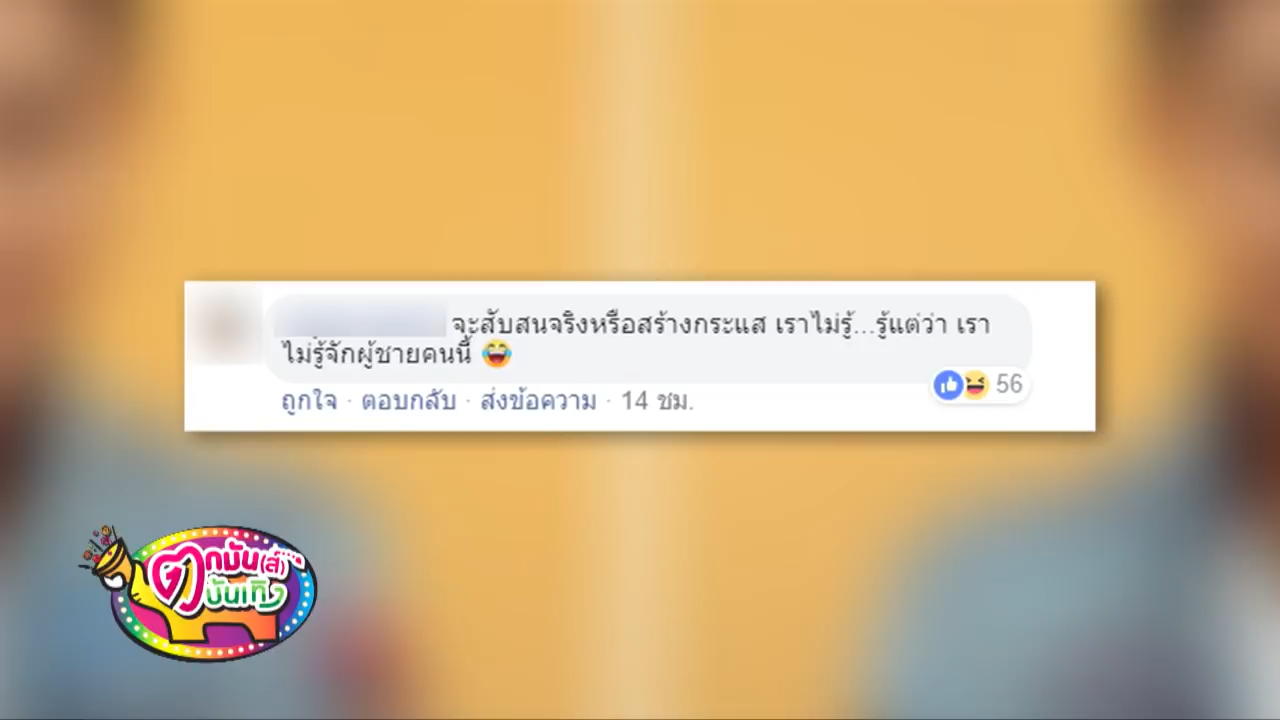 จะสับสนจริงหรือสร้างกระแส เราไม่รู้...รู้แต่ว่า เรา
ไม่รู้จักผู้ชายคนนี้ 😂
ถูกใจ · ตอบกลับ · ส่งข้อความ · 14 ชม.
56
ตกมัน(ส์)
บันเทิง